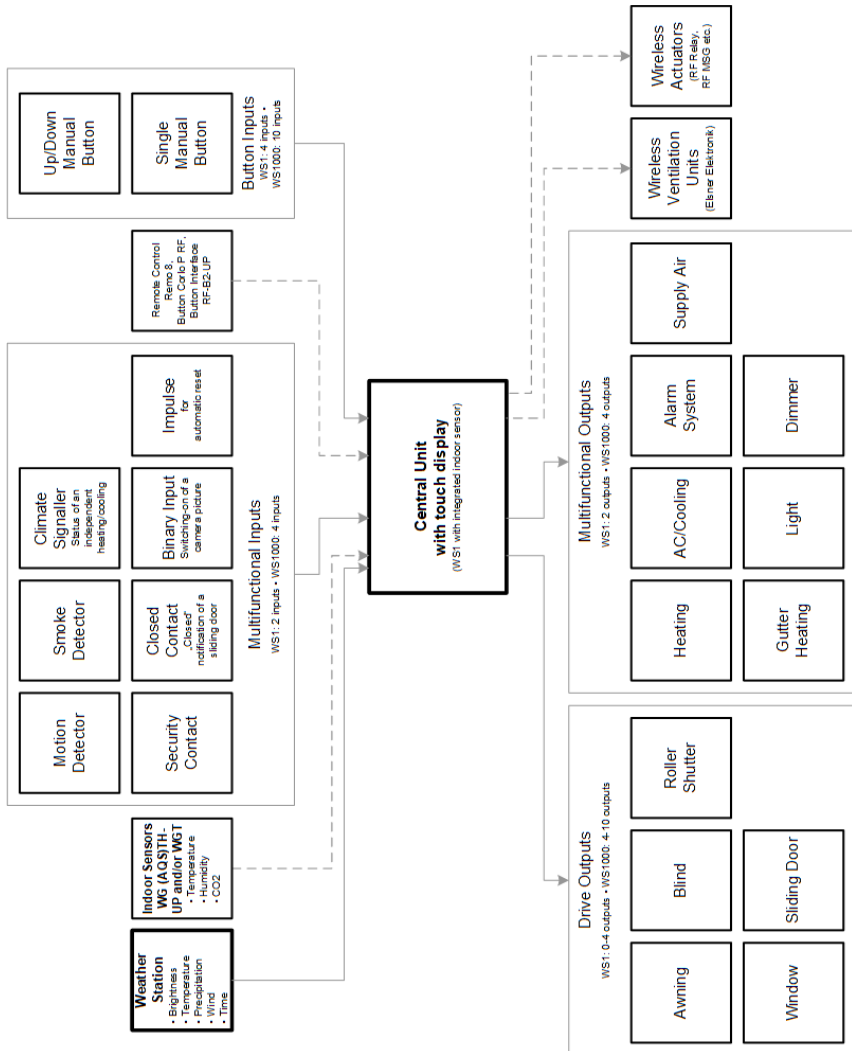 Weather
Station
• Brightness
• Temperature
• Precipitation
• Wind
• Time
Indoor Sensors
WG (AQS)TH-
UP and/or WGT
• Temperature
• Humidity
• CO2
Motion
Detector
Smoke
Detector
Climate
Signaller
Status of an
independent
heating/cooling
Security
Contact
Closed
Contact
„Closed"
notification of a
sliding door
Binary Input
Switching-on of a
camera picture
Impulse
for
automatic reset
Multifunctional Inputs
WS1: 2 inputs • WS1000: 4 inputs
Remote Control
Remo 8,
Button Corlo P RF,
Button Interface
RF-B2-UP
Up/Down
Manual
Button
Single
Manual
Button
Button Inputs
WS1: 4 inputs •
WS1000: 10 inputs
Central Unit
with touch display
(WS1 with integrated indoor sensor)
Drive Outputs
WS1: 0-4 outputs • WS1000: 4-10 outputs
Awning
Blind
Roller
Shutter
Window
Sliding Door
Multifunctional Outputs
WS1: 2 outputs • WS1000: 4 outputs
Heating
AC/Cooling
Alarm
System
Supply Air
Gutter
Heating
Light
Dimmer
Wireless
Ventilation
Units
(Elsner Elektronik)
Wireless
Actuators
(RF Relay,
RF MSG etc.)